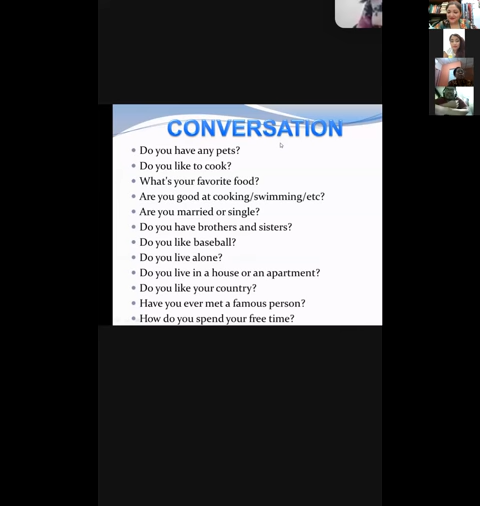 CONVERSATION
Do you have any pets?
Do you like to cook?
What's your favorite food?
Are you good at cooking/swimming/etc?
Are you married or single?
Do you have brothers and sisters?
Do you like baseball?
Do you live alone?
Do you live in a house or an apartment?
Do you like your country?
Have you ever met a famous person?
How do you spend your free time?